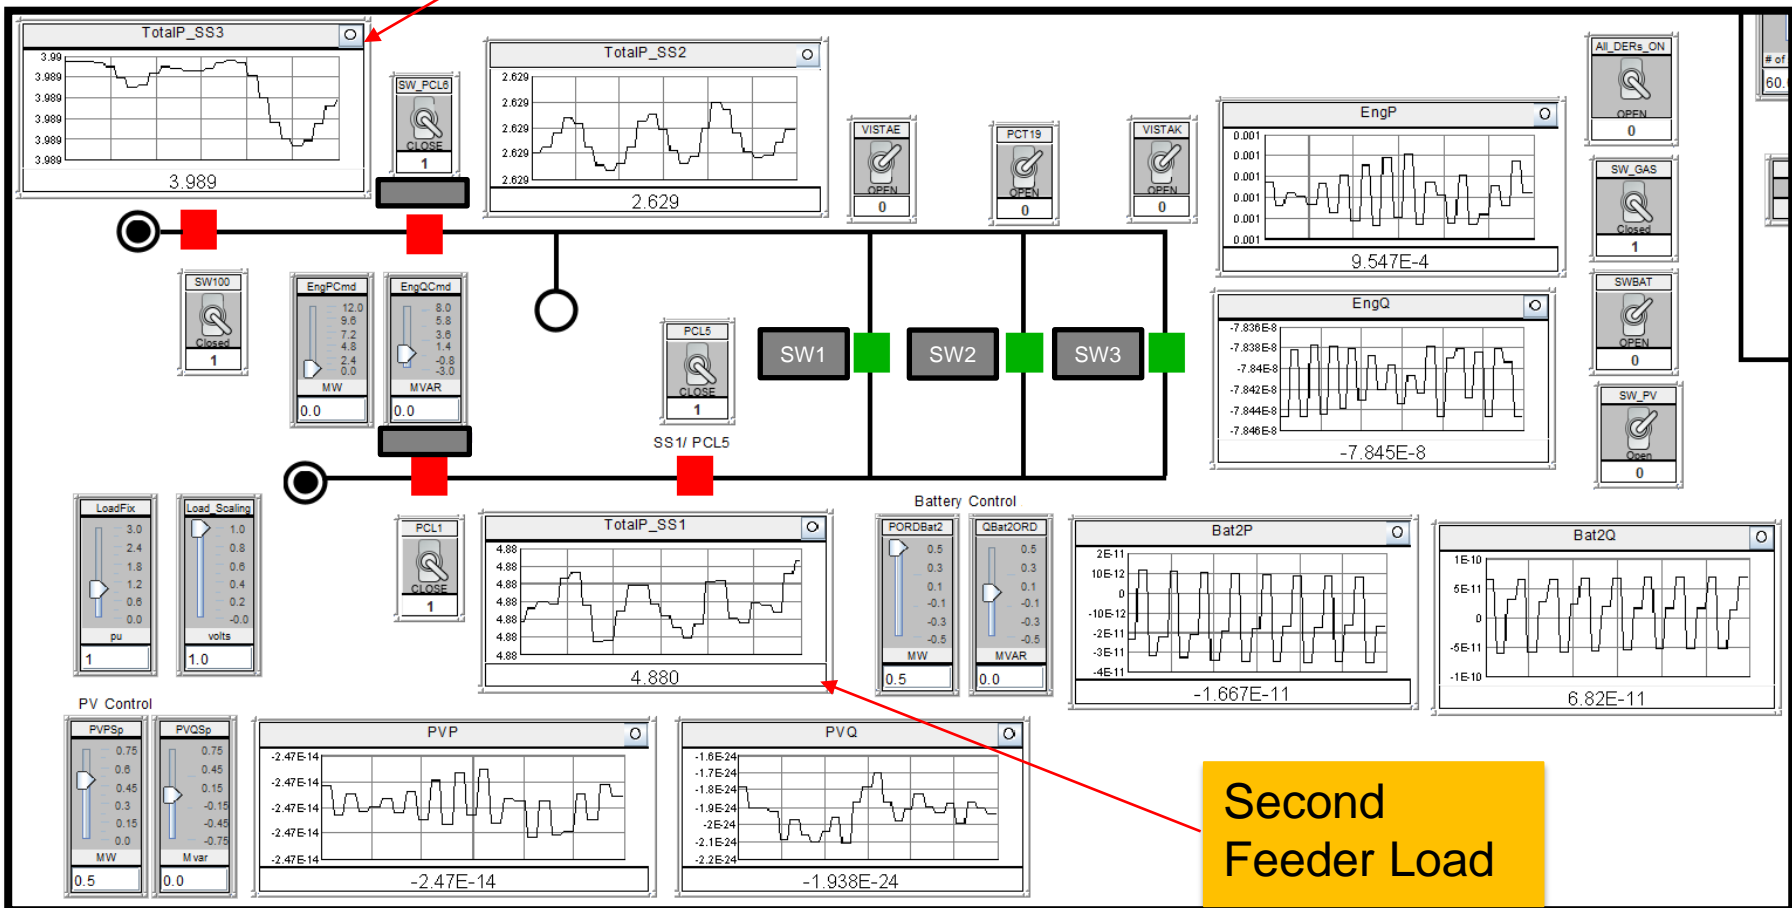 TotalP_SS3
3.99
3.989
3.989
3.989
3.989
3.989
3.989
SW_PCL6
CLOSE
1
TotalP_SS2
2.629
2.629
2.629
2.629
2.629
2.629
VISTAE
OPEN
0
PCT19
OPEN
0
VISTAK
OPEN
0
EngP
0.001
0.001
0.001
0.001
0.001
0.001
9.547E-4
All_DERs_ON
OPEN
0
# of
60.
SW_GAS
Closed
1
SW100
Closed
1
EngPCmd
12.0
9.6
7.2
4.8
2.4
0.0
MW
0.0
EngQCmd
8.0
5.8
3.6
1.4
-0.8
-3.0
MVAR
0.0
PCL5
CLOSE
1
SS1/ PCL5
SW1
SW2
SW3
EngQ
-7.836E-8
-7.838E-8
-7.84E-8
-7.842E-8
-7.844E-8
-7.846E-8
-7.845E-8
SWBAT
OPEN
0
SW_PV
Open
0
LoadFix
3.0
2.4
1.8
1.2
0.6
0.0
pu
1
Load_Scaling
1.0
0.8
0.6
0.4
0.2
-0.0
volts
1.0
PCL1
CLOSE
1
TotalP_SS1
4.88
4.88
4.88
4.88
4.88
4.88
4.88
4.880
Battery Control
PORDBat2
0.5
0.3
0.1
-0.1
-0.3
-0.5
MW
0.5
QBat2ORD
0.5
0.3
0.1
-0.1
-0.3
-0.5
MVAR
0.0
Bat2P
2E-11
10E-12
0
-10E-12
-2E-11
-3E-11
-4E-11
-1.667E-11
Bat2Q
1E-10
5E-11
0
-5E-11
-1E-10
6.82E-11
PV Control
PVPSp
0.75
0.6
0.45
0.3
0.15
0.0
MW
0.5
PVQSp
0.75
0.45
0.15
-0.15
-0.45
-0.75
Mvar
0.0
PVP
-2.47E-14
-2.47E-14
-2.47E-14
-2.47E-14
-2.47E-14
-2.47E-14
PVQ
-1.6E-24
-1.7E-24
-1.8E-24
-1.9E-24
-2E-24
-2.1E-24
-2.2E-24
-1.938E-24
Second
Feeder Load